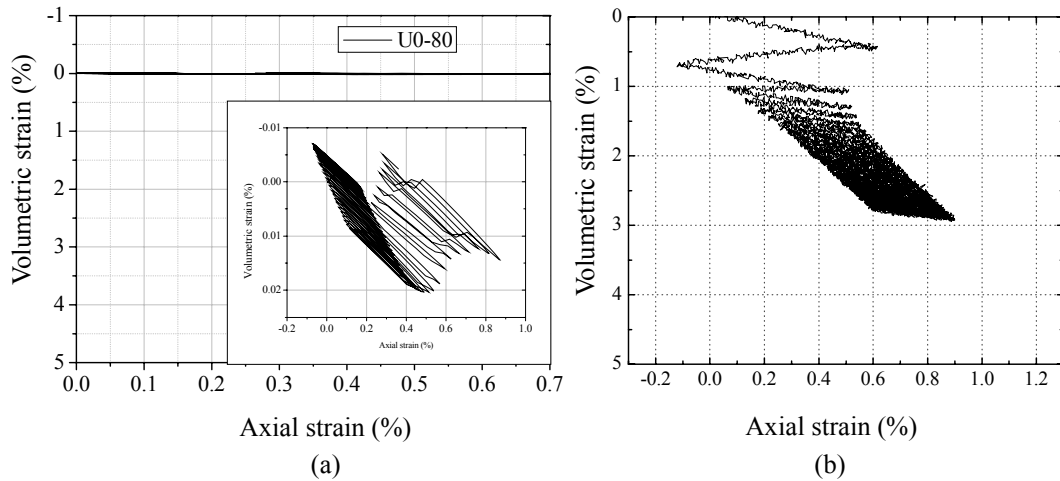 -1
0
1
2
3
4
5
Volumetric strain (%)
U0-80
-0.01
0.00
0.01
0.02
Volumetric strain (%)
-0.2 0.0 0.2 0.4 0.6 0.8 1.0
Axial strain (%)
0.0 0.1 0.2 0.3 0.4 0.5 0.6 0.7
Axial strain (%)
(a)
0
1
2
3
4
5
Volumetric strain (%)
-0.2 0.0 0.2 0.4 0.6 0.8 1.0 1.2
Axial strain (%)
(b)